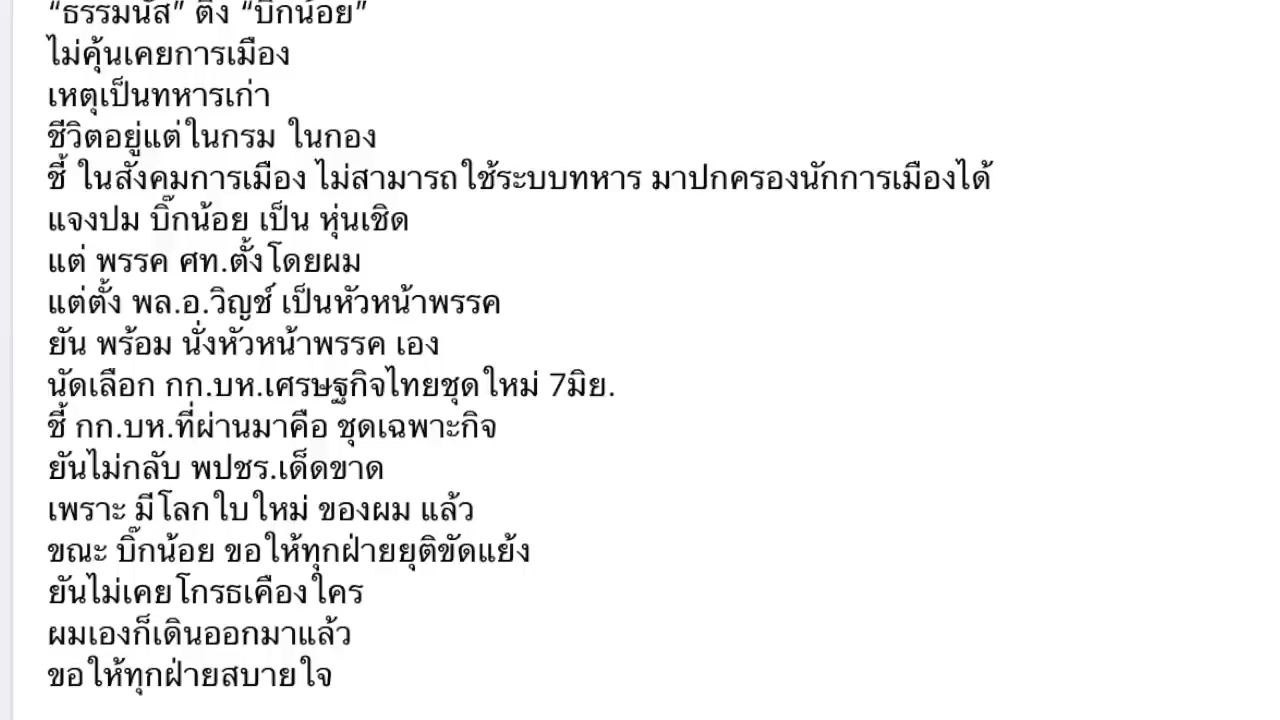 “ธรรมนัส” ติง “บิ๊กน้อย”
ไม่คุ้นเคยการเมือง
เหตุเป็นทหารเก่า
ชีวิตอยู่แต่ในกรม ในกอง
ชี้ ในสังคมการเมือง ไม่สามารถใช้ระบบทหาร มาปกครองนักการเมืองได้
แจงปม บิ๊กน้อย เป็น หุ่นเชิด
แต่ พรรค ศท.ตั้งโดยผม
แต่ตั้ง พล.อ.วิญช์ เป็นหัวหน้าพรรค
ยัน พร้อม นั่งหัวหน้าพรรค เอง
นัดเลือก กก.บห.เศรษฐกิจไทยชุดใหม่ 7มิย.
ชี้ กก.บห.ที่ผ่านมาคือ ชุดเฉพาะกิจ
ยันไม่กลับ พปชร.เด็ดขาด
เพราะ มีโลกใบใหม่ ของผม แล้ว
ขณะ บิ๊กน้อย ขอให้ทุกฝ่ายยุติขัดแย้ง
ยันไม่เคยโกรธเคืองใคร
ผมเองก็เดินออกมาแล้ว
ขอให้ทุกฝ่ายสบายใจ